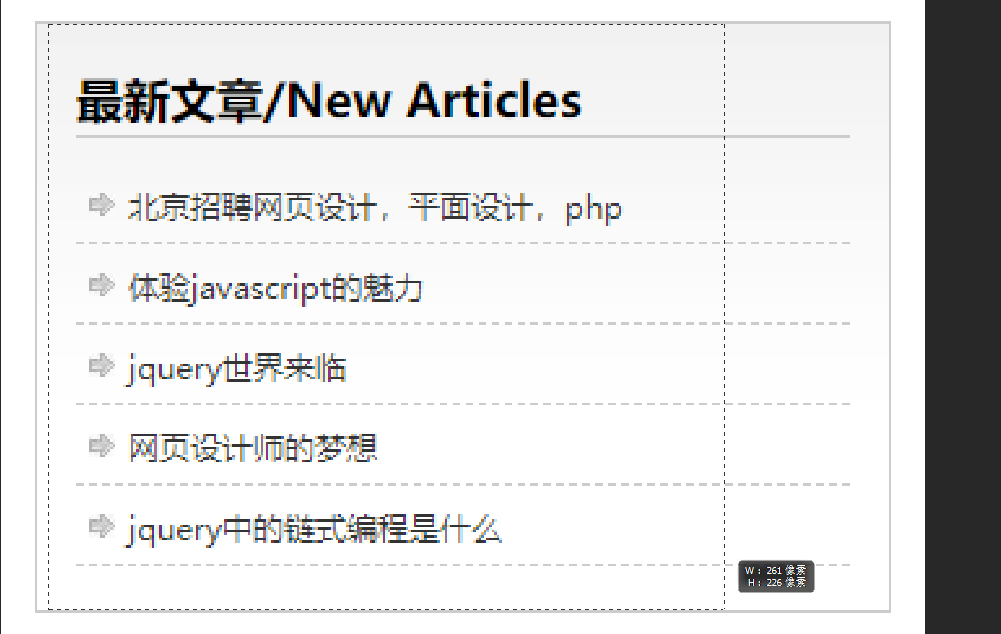 最新文章/New Articles
北京招聘网页设计，平面设计，php
体验javascript的魅力
jquery世界来临
网页设计师的梦想
jquery中的链式编程是什么
W：261 像素
H：226 像素